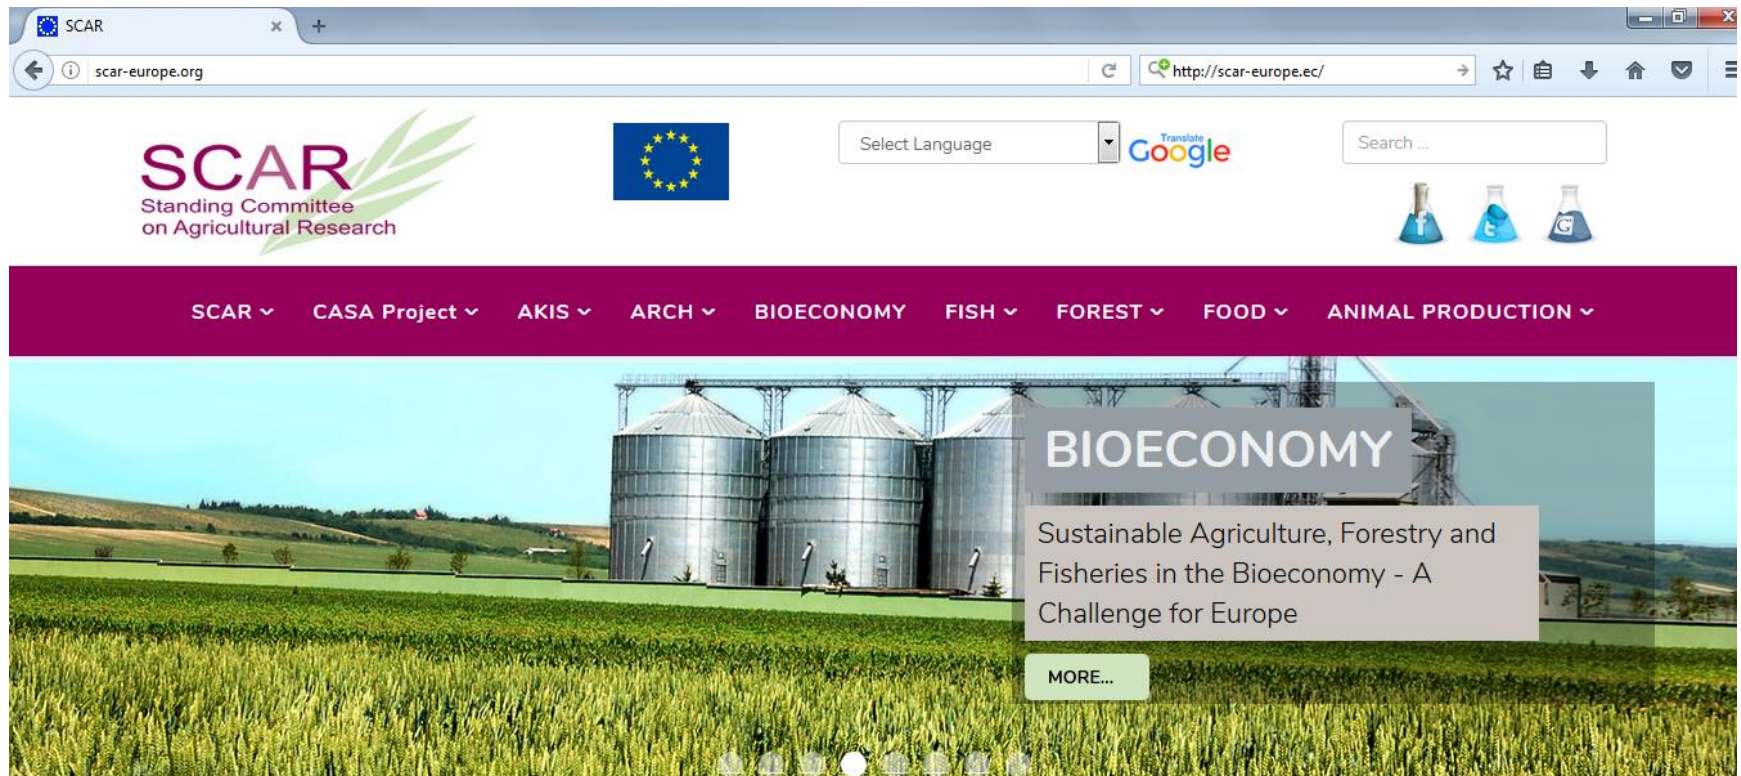 SCAR
scar-europe.org
http://scar-europe.ec/
SCAR
Standing Committee
on Agricultural Research
Select Language
Translate
Google
Search ...
f
t
G
SCAR
CASA Project
AKIS
ARCH
BIOECONOMY
FISH
FOREST
FOOD
ANIMAL PRODUCTION
BIOECONOMY
Sustainable Agriculture, Forestry and
Fisheries in the Bioeconomy - A
Challenge for Europe
MORE...